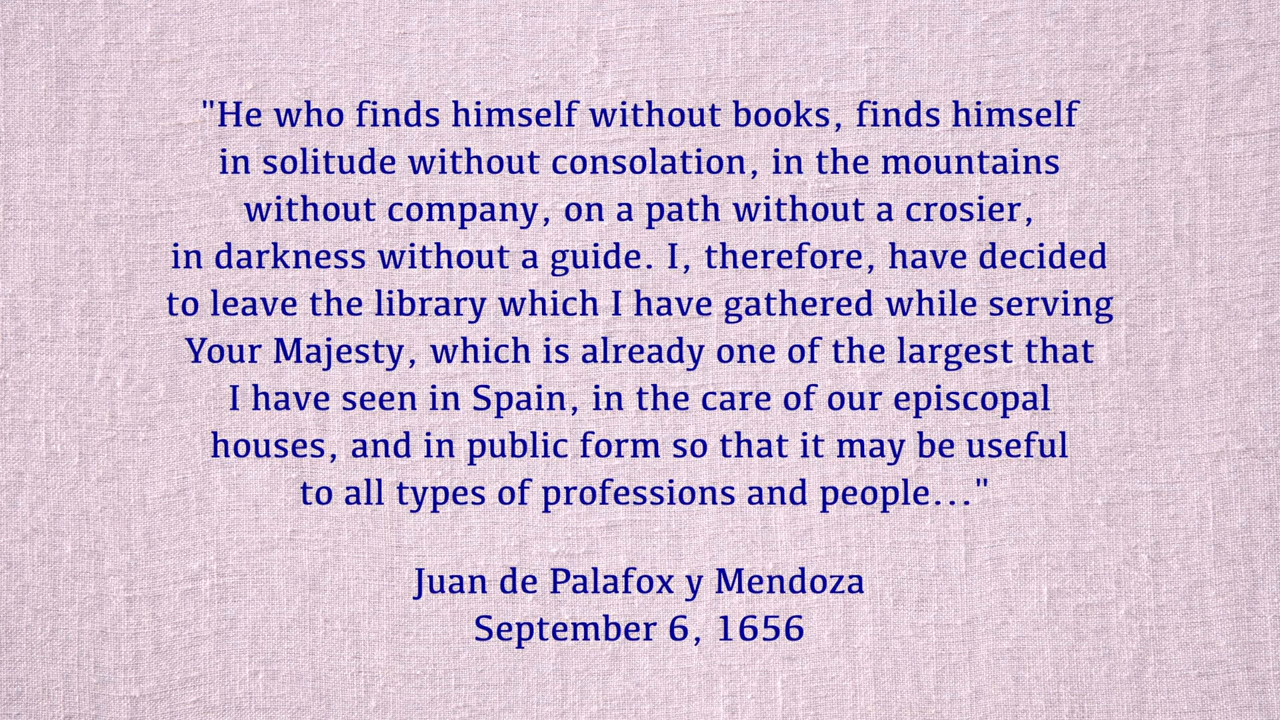 "He who finds himself without books, finds himself
in solitude without consolation, in the mountains
without company, on a path without a crosier,
in darkness without a guide. I, therefore, have decided
to leave the library which I have gathered while serving
Your Majesty, which is already one of the largest that
I have seen in Spain, in the care of our episcopal
houses, and in public form so that it may be useful
to all types of professions and people..."
Juan de Palafox y Mendoza
September 6, 1656